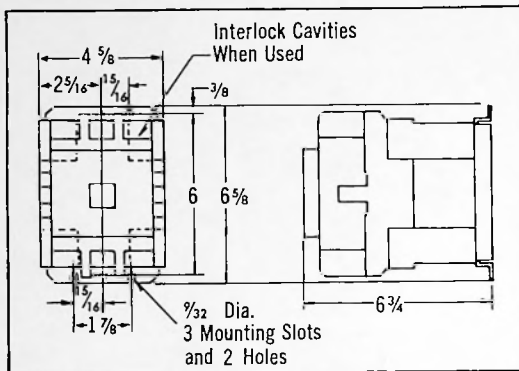 Interlock Cavities
When Used
4 5/8
2 5/16
15/16
3/8
6
6 5/8
15/16
1 7/8
9/32 Dia.
3 Mounting Slots
and 2 Holes
6 3/4